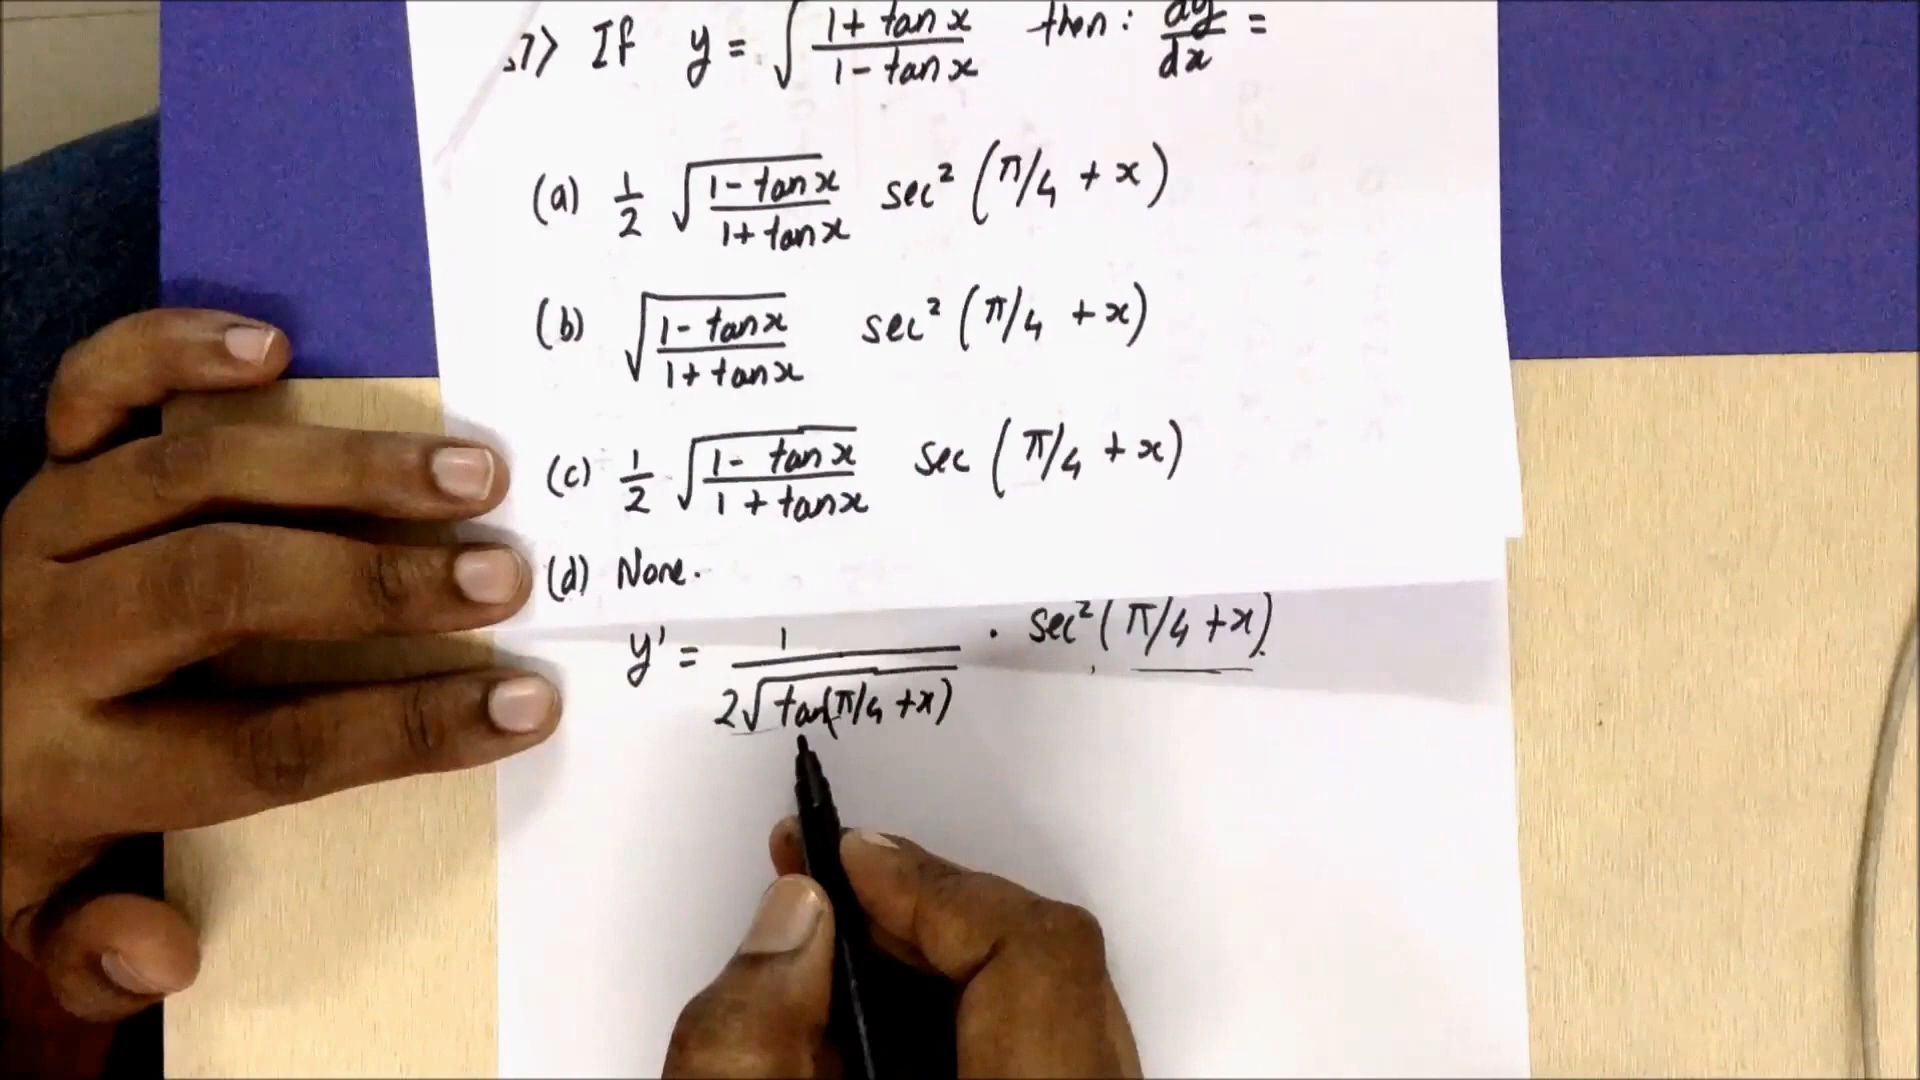 7> If y = √(1 + tan x / 1 - tan x) then : dy/dx =
(a) 1/2 √(1 - tan x / 1 + tan x) sec² (π/4 + x)
(b) √(1 - tan x / 1 + tan x) sec² (π/4 + x)
(c) 1/2 √(1 - tan x / 1 + tan x) sec (π/4 + x)
(d) None.
y' = 1 / 2√tan(π/4 + x) · sec² (π/4 + x)